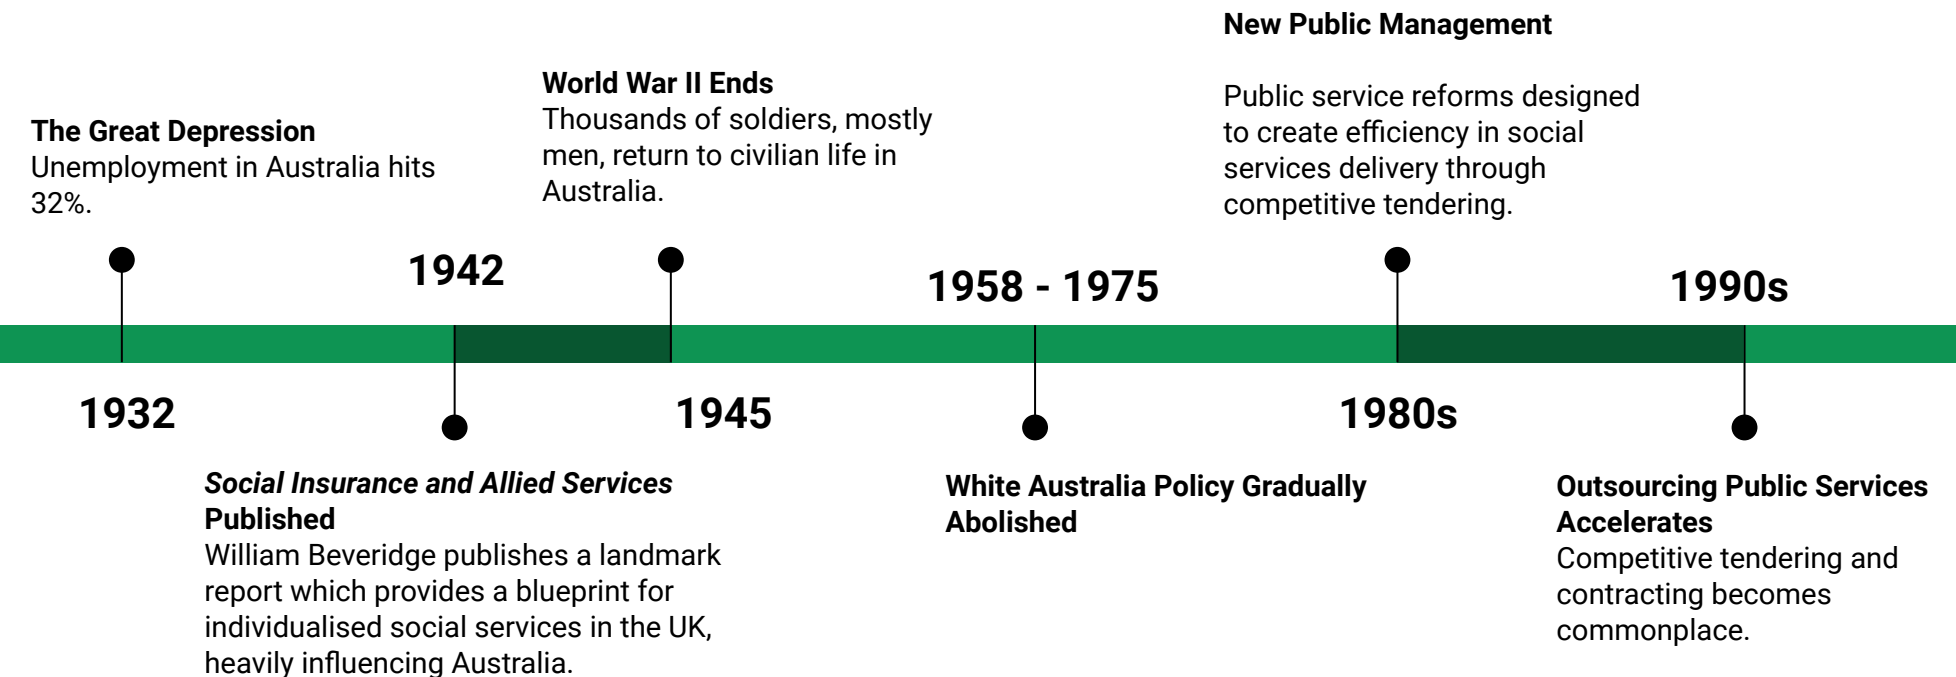 The Great Depression
Unemployment in Australia hits
32%.
1932
1942
Social Insurance and Allied Services
Published
William Beveridge publishes a landmark
report which provides a blueprint for
individualised social services in the UK,
heavily influencing Australia.
World War II Ends
Thousands of soldiers, mostly
men, return to civilian life in
Australia.
1945
1958 - 1975
White Australia Policy Gradually
Abolished
New Public Management
Public service reforms designed
to create efficiency in social
services delivery through
competitive tendering.
1980s
1990s
Outsourcing Public Services
Accelerates
Competitive tendering and
contracting becomes
commonplace.